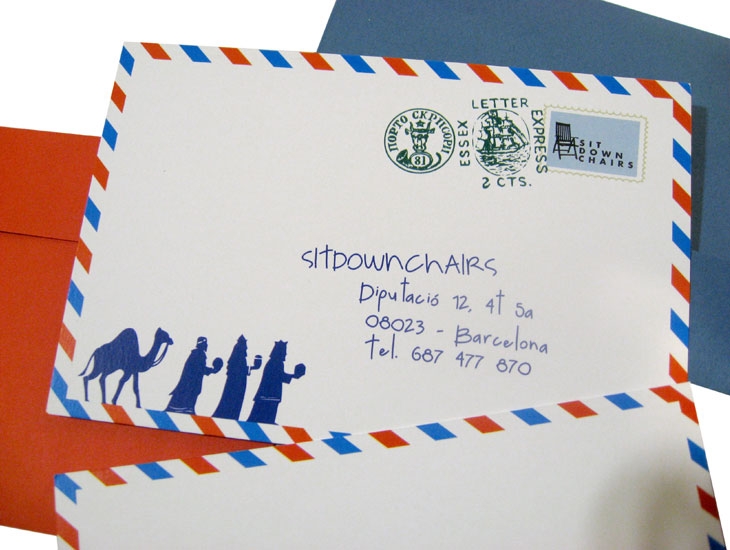 ΠΟΡΤΟ СΚΡΗΟΟΡΙ
81
LETTER
ESSEX
EXPRESS
2 CTS.
SIT
DOWN
CHAIRS
SITDOWNCHAIRS
Diputació 12, 4t 5a
08023 - Barcelona
tel. 687 477 870